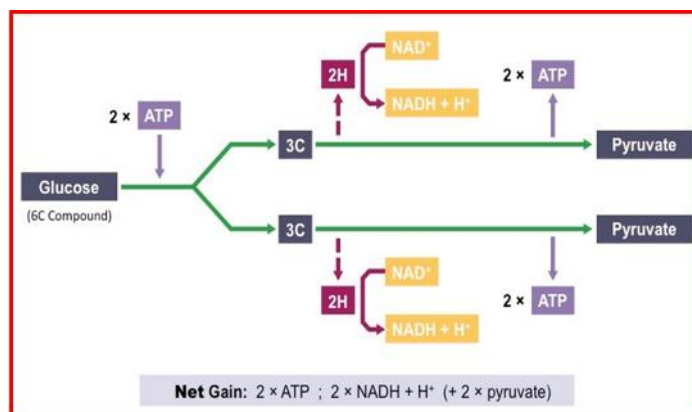 NAD⁺
2H
2 × ATP
NADH + H⁺
2 × ATP
3C
Pyruvate
Glucose
(6C Compound)
3C
Pyruvate
NAD⁺
2H
2 × ATP
NADH + H⁺
Net Gain: 2 × ATP ; 2 × NADH + H⁺ (+ 2 × pyruvate)